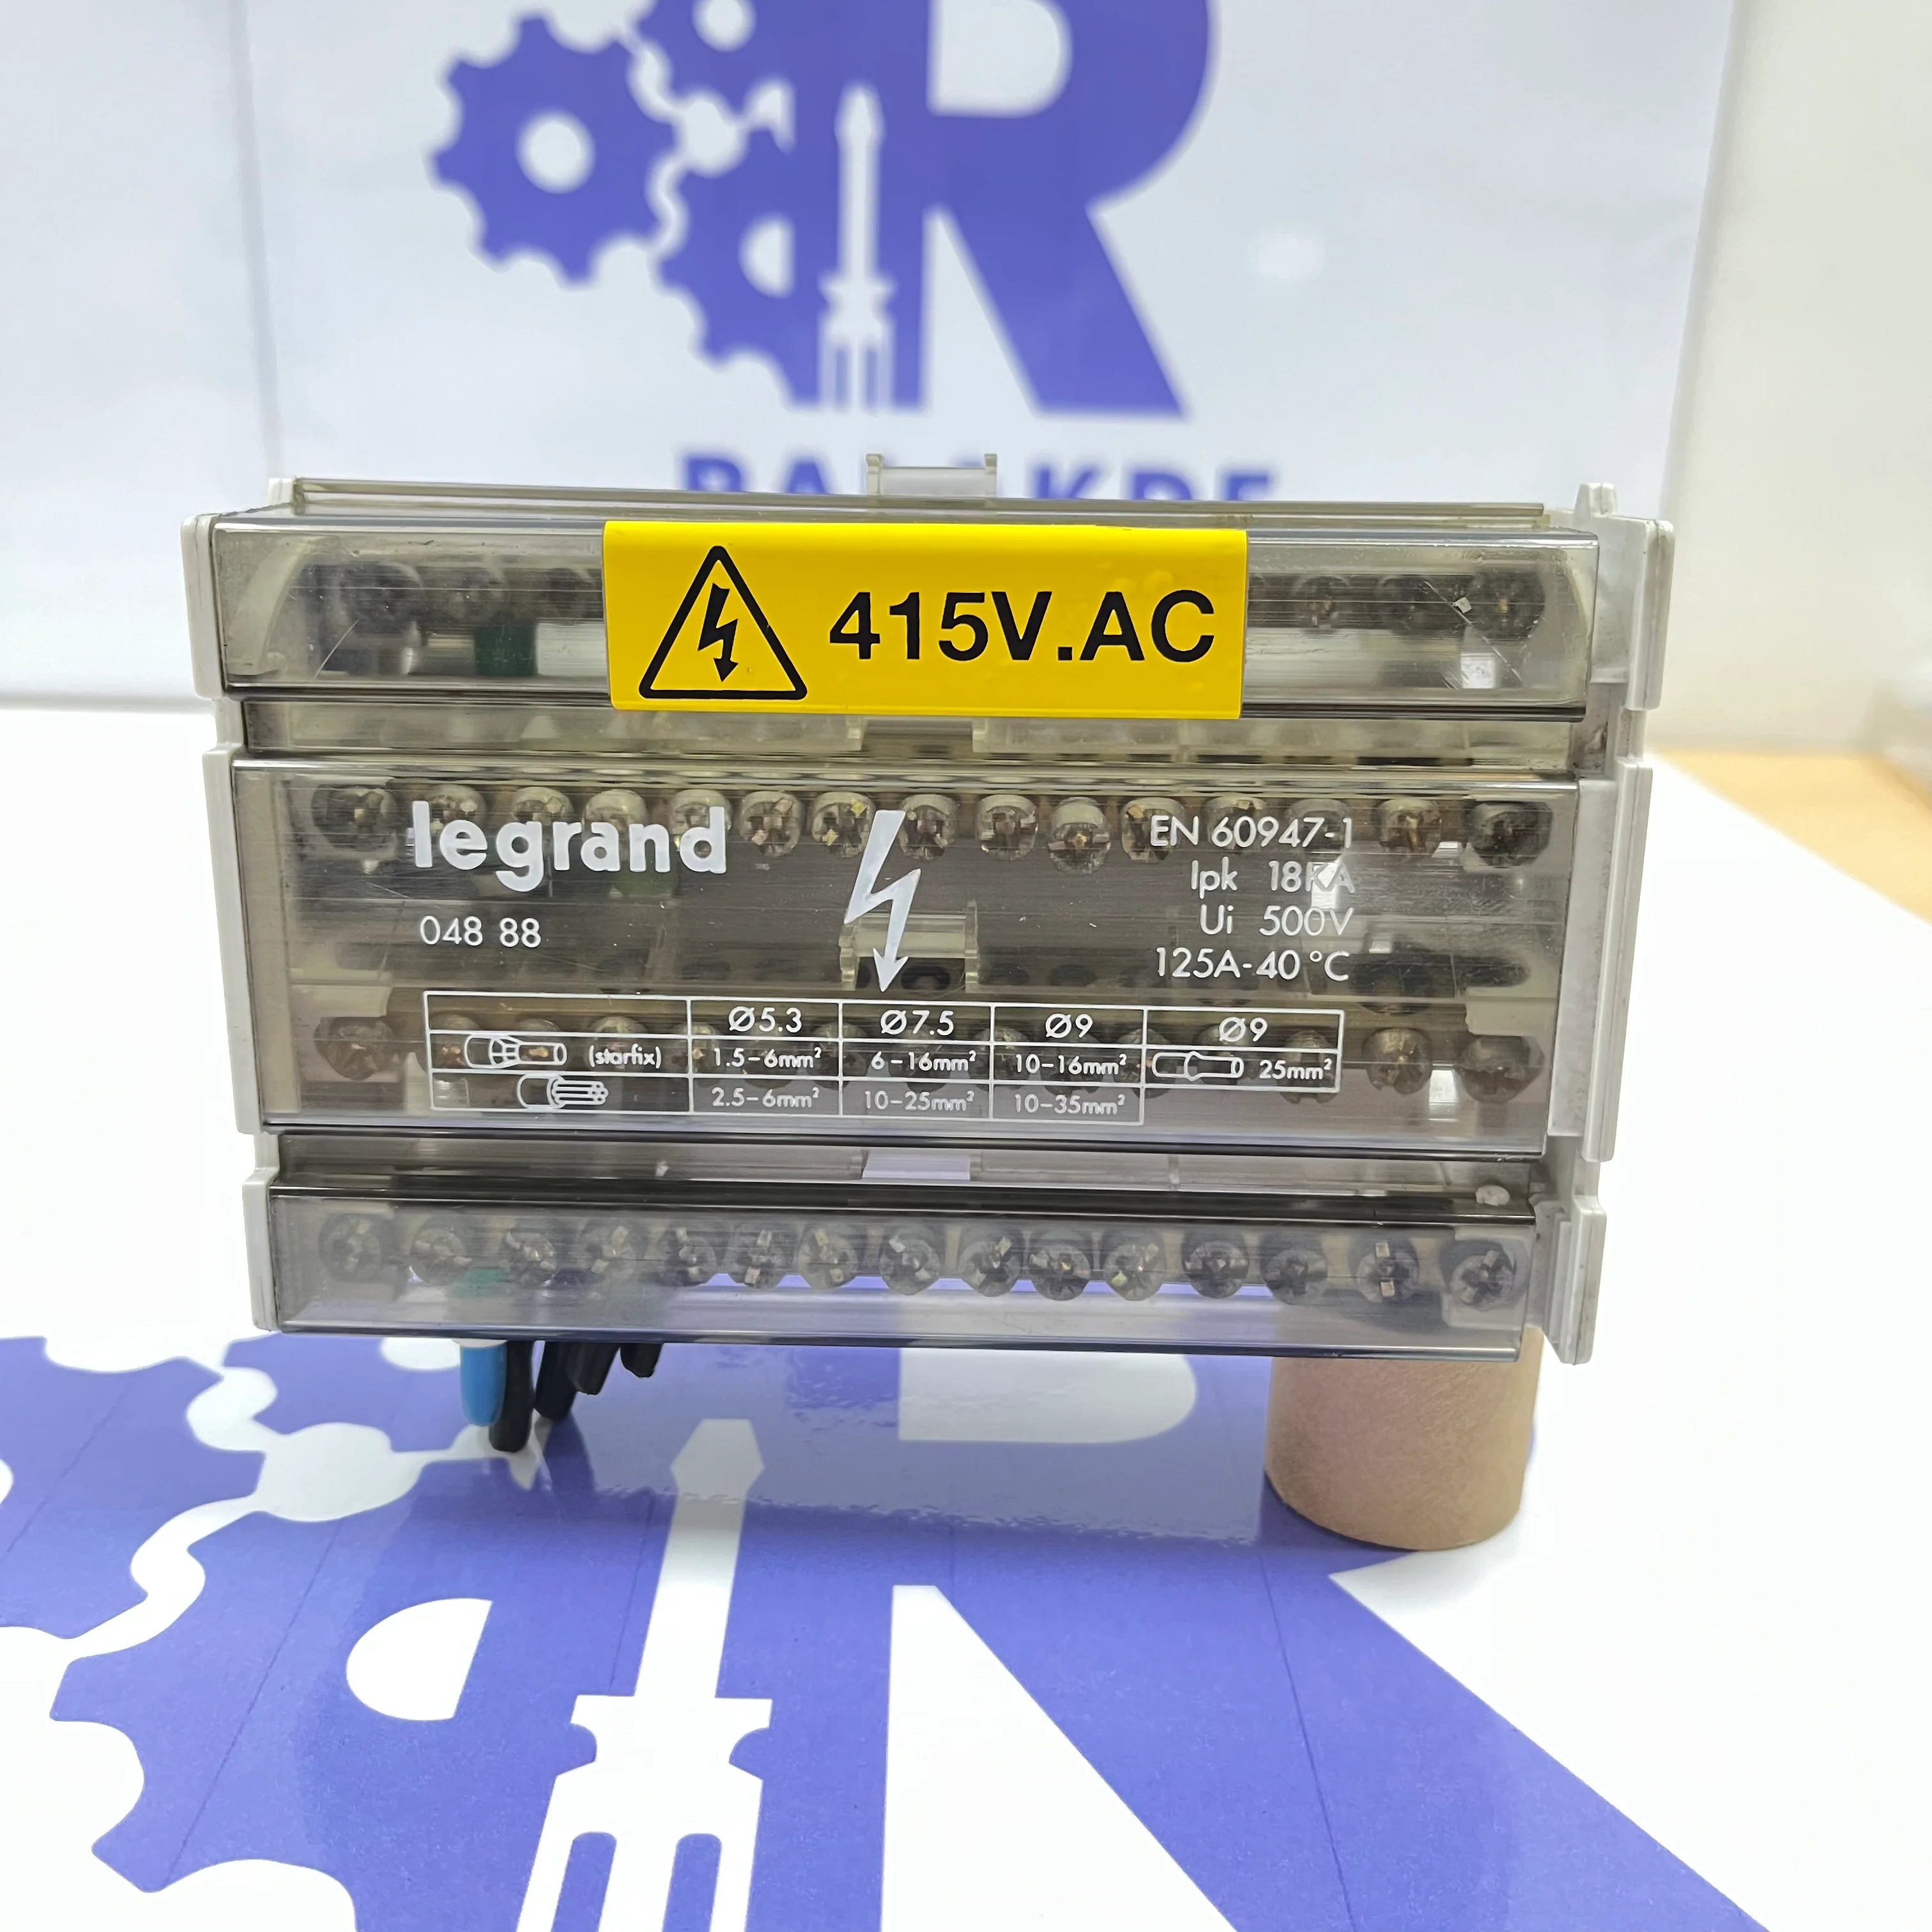 R
415V.AC
legrand
048 88
EN 60947-1
Ipk 18KA
Ui 500V
125A-40 °C
Ø5.3 Ø7.5 Ø9 Ø9
(starfix) 1.5-6mm² 6-16mm² 10-16mm² 25mm²
2.5-6mm² 10-25mm² 10-35mm²